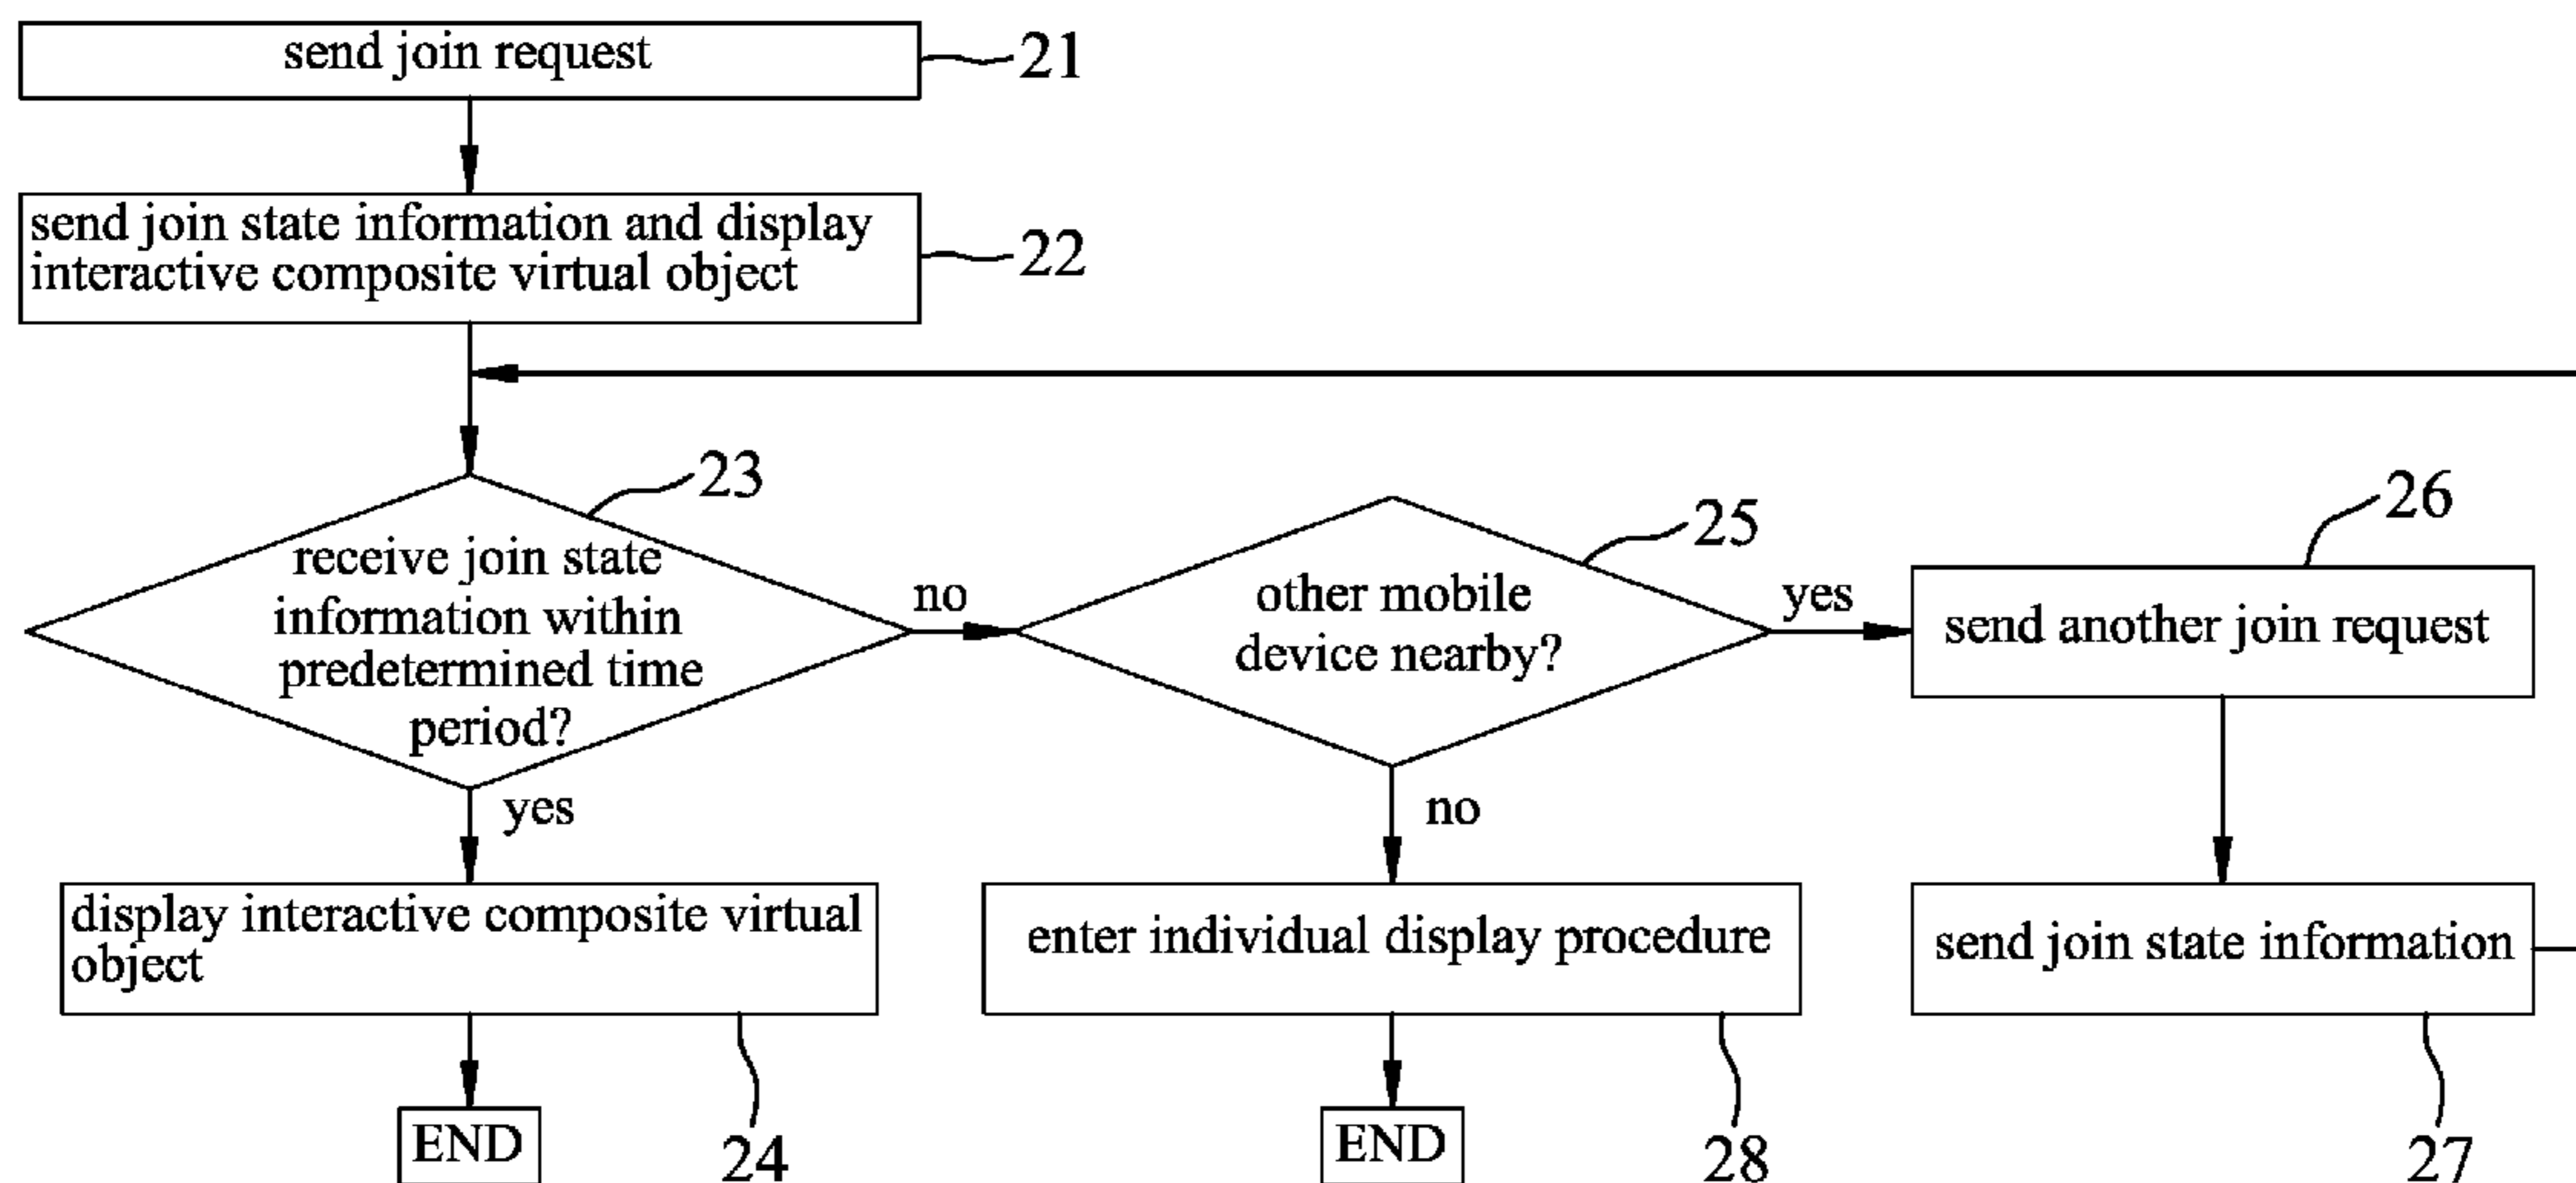 send join request
21
send join state information and display
interactive composite virtual object
22
23
receive join state
information within
predetermined time
period?
no
yes
25
other mobile
device nearby?
yes
no
26
send another join request
display interactive composite virtual
object
24
enter individual display procedure
28
send join state information
27
END
END